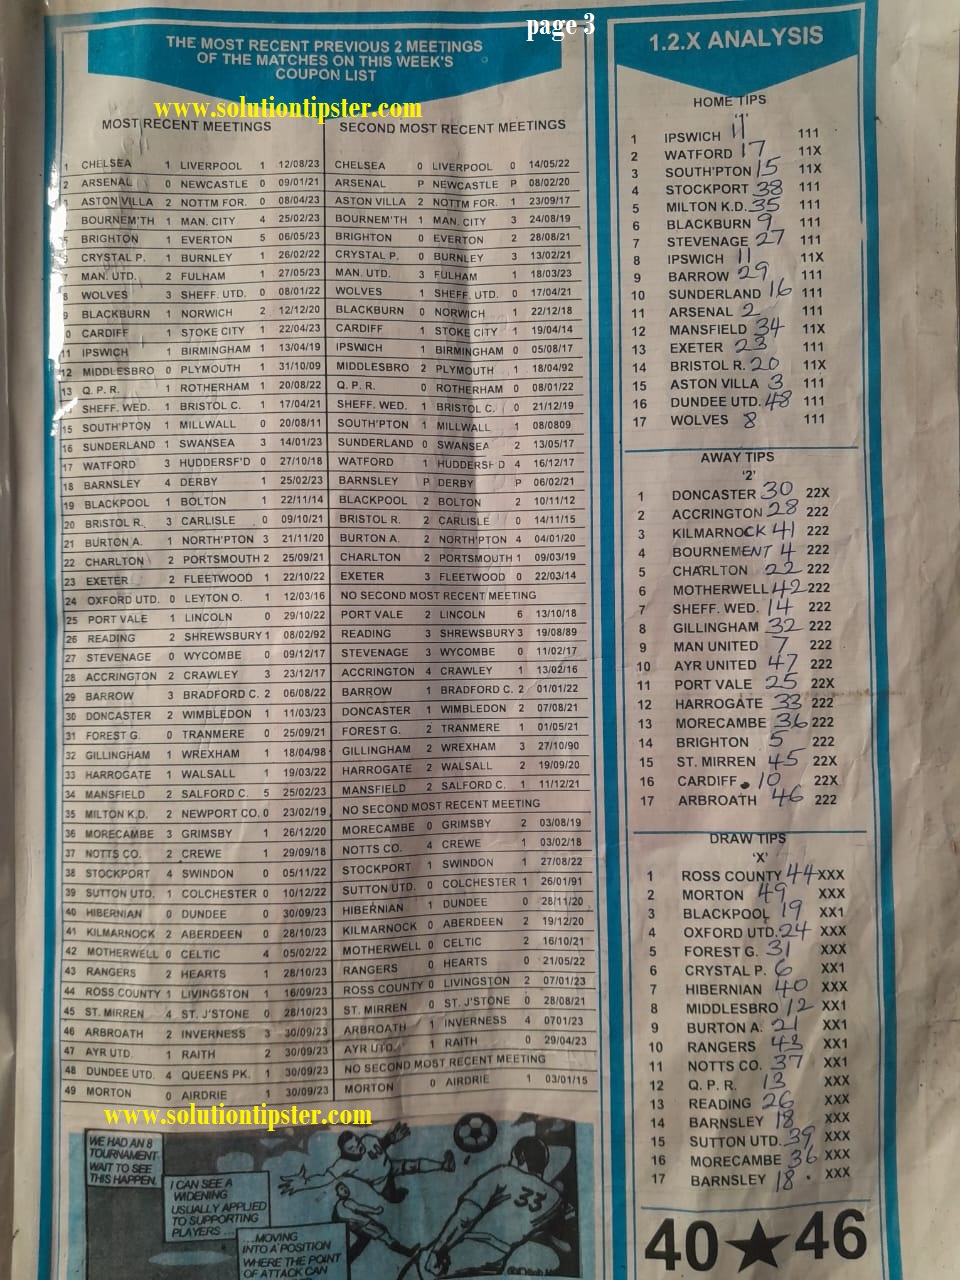 page 3
THE MOST RECENT PREVIOUS 2 MEETINGS
OF THE MATCHES ON THIS WEEK'S
COUPON LIST
www.solutiontipster.com
MOST RECENT MEETINGS SECOND MOST RECENT MEETINGS
1 CHELSEA 1 LIVERPOOL 1 12/08/23 CHELSEA 0 LIVERPOOL 0 14/05/22
2 ARSENAL 0 NEWCASTLE 0 09/01/21 ARSENAL P NEWCASTLE P 08/02/20
ASTON VILLA 2 NOTTM FOR. 0 08/04/23 ASTON VILLA 2 NOTTM FOR. 1 23/09/17
BOURNEM'TH 1 MAN. CITY 4 25/02/23 BOURNEM'TH 1 MAN. CITY 3 24/08/19
BRIGHTON 1 EVERTON 5 06/05/23 BRIGHTON 0 EVERTON 2 28/08/21
CRYSTAL P. 1 BURNLEY 1 26/02/22 CRYSTAL P. 0 BURNLEY 3 13/02/21
MAN. UTD. 2 FULHAM 1 27/05/23 MAN. UTD. 3 FULHAM 1 18/03/23
8 WOLVES 3 SHEFF. UTD. 0 08/01/22 WOLVES 1 SHEFF. UTD. 0 17/04/21
9 BLACKBURN 1 NORWICH 2 12/12/20 BLACKBURN 0 NORWICH 1 22/12/18
0 CARDIFF 1 STOKE CITY 1 22/04/23 CARDIFF 1 STOKE CITY 1 19/04/14
11 IPSWICH 1 BIRMINGHAM 1 13/04/19 IPSWICH 1 BIRMINGHAM 0 05/08/17
12 MIDDLESBRO 0 PLYMOUTH 1 31/10/09 MIDDLESBRO 2 PLYMOUTH 1 18/04/92
13 Q. P. R. 1 ROTHERHAM 1 20/08/22 Q. P. R. 0 ROTHERHAM 0 08/01/22
SHEFF. WED. 1 BRISTOL C. 1 17/04/21 SHEFF. WED. 1 BRISTOL C. 0 21/12/19
15 SOUTH'PTON 1 MILLWALL 0 20/08/11 SOUTH'PTON 1 MILLWALL 1 08/0809
16 SUNDERLAND 1 SWANSEA 3 14/01/23 SUNDERLAND 0 SWANSEA 2 13/05/17
17 WATFORD 3 HUDDERSF'D 0 27/10/18 WATFORD 1 HUDDERSF D 4 16/12/17
18 BARNSLEY 4 DERBY 1 25/02/23 BARNSLEY P DERBY P 06/02/21
19 BLACKPOOL 1 BOLTON 1 22/11/14 BLACKPOOL 2 BOLTON 2 10/11/12
20 BRISTOL R. 3 CARLISLE 0 09/10/21 BRISTOL R. 2 CARLISLE 0 14/11/15
21 BURTON A. 1 NORTH'PTON 3 21/11/20 BURTON A. 2 NORTH'PTON 4 04/01/20
22 CHARLTON 2 PORTSMOUTH 2 25/09/21 CHARLTON 2 PORTSMOUTH 1 09/03/19
23 EXETER 2 FLEETWOOD 1 22/10/22 EXETER 3 FLEETWOOD 0 22/03/14
24 OXFORD UTD. 0 LEYTON O. 1 12/03/16 NO SECOND MOST RECENT MEETING
25 PORT VALE 1 LINCOLN 0 29/10/22 PORT VALE 2 LINCOLN 6 13/10/18
26 READING 2 SHREWSBURY 1 08/02/92 READING 3 SHREWSBURY 3 19/08/89
27 STEVENAGE 0 WYCOMBE 0 09/12/17 STEVENAGE 3 WYCOMBE 0 11/02/17
28 ACCRINGTON 2 CRAWLEY 3 23/12/17 ACCRINGTON 4 CRAWLEY 1 13/02/16
29 BARROW 3 BRADFORD C. 2 06/08/22 BARROW 1 BRADFORD C. 2 01/01/22
30 DONCASTER 2 WIMBLEDON 1 11/03/23 DONCASTER 1 WIMBLEDON 2 07/08/21
31 FOREST G. 0 TRANMERE 0 25/09/21 FOREST G. 2 TRANMERE 1 01/05/21
32 GILLINGHAM 1 WREXHAM 1 18/04/98 GILLINGHAM 2 WREXHAM 3 27/10/90
33 HARROGATE 1 WALSALL 1 19/03/22 HARROGATE 2 WALSALL 2 19/09/20
34 MANSFIELD 2 SALFORD C. 5 25/02/23 MANSFIELD 2 SALFORD C. 1 11/12/21
35 MILTON K.D. 2 NEWPORT CO. 0 23/02/19 NO SECOND MOST RECENT MEETING
36 MORECAMBE 3 GRIMSBY 1 26/12/20 MORECAMBE 0 GRIMSBY 2 03/08/19
37 NOTTS CO. 2 CREWE 1 29/09/18 NOTTS CO. 4 CREWE 1 03/02/18
38 STOCKPORT 4 SWINDON 0 05/11/22 STOCKPORT 1 SWINDON 1 27/08/22
39 SUTTON UTD. 1 COLCHESTER 0 10/12/22 SUTTON UTD. 0 COLCHESTER 1 26/01/91
40 HIBERNIAN 0 DUNDEE 0 30/09/23 HIBERNIAN 1 DUNDEE 0 28/11/20
41 KILMARNOCK 2 ABERDEEN 0 28/10/23 KILMARNOCK 0 ABERDEEN 2 19/12/20
42 MOTHERWELL 0 CELTIC 4 05/02/22 MOTHERWELL 0 CELTIC 2 16/10/21
43 RANGERS 2 HEARTS 1 28/10/23 RANGERS 0 HEARTS 0 21/05/22
44 ROSS COUNTY 1 LIVINGSTON 1 16/09/23 ROSS COUNTY 0 LIVINGSTON 2 07/01/23
45 ST. MIRREN 4 ST. J'STONE 0 28/10/23 ST. MIRREN 0 ST. J'STONE 0 28/08/21
46 ARBROATH 2 INVERNESS 3 30/09/23 ARBROATH 1 INVERNESS 4 0701/23
47 AYR UTD. 1 RAITH 2 30/09/23 AYR UTD. 1 RAITH 0 29/04/23
48 DUNDEE UTD. 4 QUEENS PK. 1 30/09/23 NO SECOND MOST RECENT MEETING
49 MORTON 0 AIRDRIE 1 30/09/23 MORTON 0 AIRDRIE 1 03/01/15
www.solutiontipster.com
WE HAD AN 8
TOURNAMENT.
WAIT TO SEE
THIS HAPPEN.
I CAN SEE A
WIDENING
USUALLY APPLIED
TO SUPPORTING
PLAYERS ...
...MOVING
INTO A POSITION
WHERE THE POINT
OF ATTACK CAN
33
1.2.X ANALYSIS
HOME TIPS
'1'
1 IPSWICH 11 111
2 WATFORD 17 11X
3 SOUTH'PTON 15 11X
4 STOCKPORT 38 111
5 MILTON K.D. 35 111
6 BLACKBURN 9 111
7 STEVENAGE 27 111
8 IPSWICH 11 11X
9 BARROW 29 111
10 SUNDERLAND 16 111
11 ARSENAL 2 111
12 MANSFIELD 34 11X
13 EXETER 23 111
14 BRISTOL R. 20 11X
15 ASTON VILLA 3 111
16 DUNDEE UTD. 48 111
17 WOLVES 8 111
AWAY TIPS
'2'
1 DONCASTER 30 22X
2 ACCRINGTON 28 222
3 KILMARNOCK 41 222
4 BOURNEMENT 4 222
5 CHARLTON 22 222
6 MOTHERWELL 42 222
7 SHEFF. WED. 14 222
8 GILLINGHAM 32 222
9 MAN UNITED 7 222
10 AYR UNITED 47 222
11 PORT VALE 25 22X
12 HARROGATE 33 222
13 MORECAMBE 36 222
14 BRIGHTON 5 222
15 ST. MIRREN 45 22X
16 CARDIFF 10 22X
17 ARBROATH 46 222
DRAW TIPS
'X'
1 ROSS COUNTY 44 XXX
2 MORTON 49 XXX
3 BLACKPOOL 19 XX1
4 OXFORD UTD. 24 XXX
5 FOREST G. 31 XXX
6 CRYSTAL P. 6 XX1
7 HIBERNIAN 40 XXX
8 MIDDLESBRO 12 XX1
9 BURTON A. 21 XX1
10 RANGERS 43 XX1
11 NOTTS CO. 37 XX1
12 Q. P. R. 13 XXX
13 READING 26 XXX
14 BARNSLEY 18 XXX
15 SUTTON UTD. 39 XXX
16 MORECAMBE 36 XXX
17 BARNSLEY 18 XXX
40★46